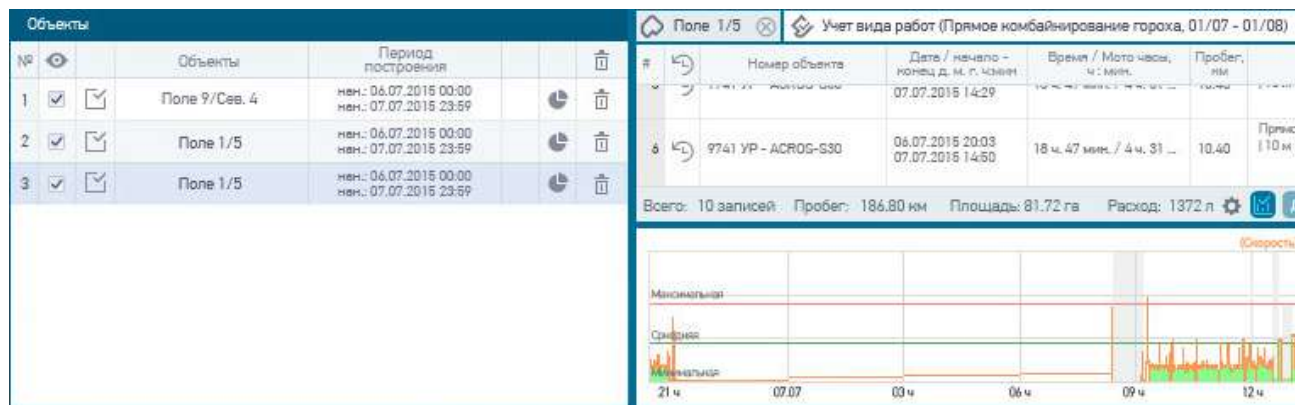 Объекты
№ Объекты Период построения
1 Поле 9/Сев. 4 нач.: 06.07.2015 00:00
кон.: 07.07.2015 23:59
2 Поле 1/5 нач.: 06.07.2015 00:00
кон.: 07.07.2015 23:59
3 Поле 1/5 нач.: 06.07.2015 00:00
кон.: 07.07.2015 23:59
Поле 1/5 Учет вида работ (Прямое комбайнирование гороха, 01/07 - 01/08)
# Номер объекта Дата / начало - конец д. м. г. ч:мин Время / Мото часы, ч : мин. Пробег, км
07.07.2015 14:29
6 9741 УР - ACROS-530 06.07.2015 20:03
07.07.2015 14:50 18 ч. 47 мин. / 4 ч. 31 ... 10.40 | 10 м
Всего: 10 записей Пробег: 186.80 км Площадь: 81.72 га Расход: 1372 л
(Скорость
Максимальная
Средняя
Минимальная
21 ч 07.07 03 ч 06 ч 09 ч 12 ч